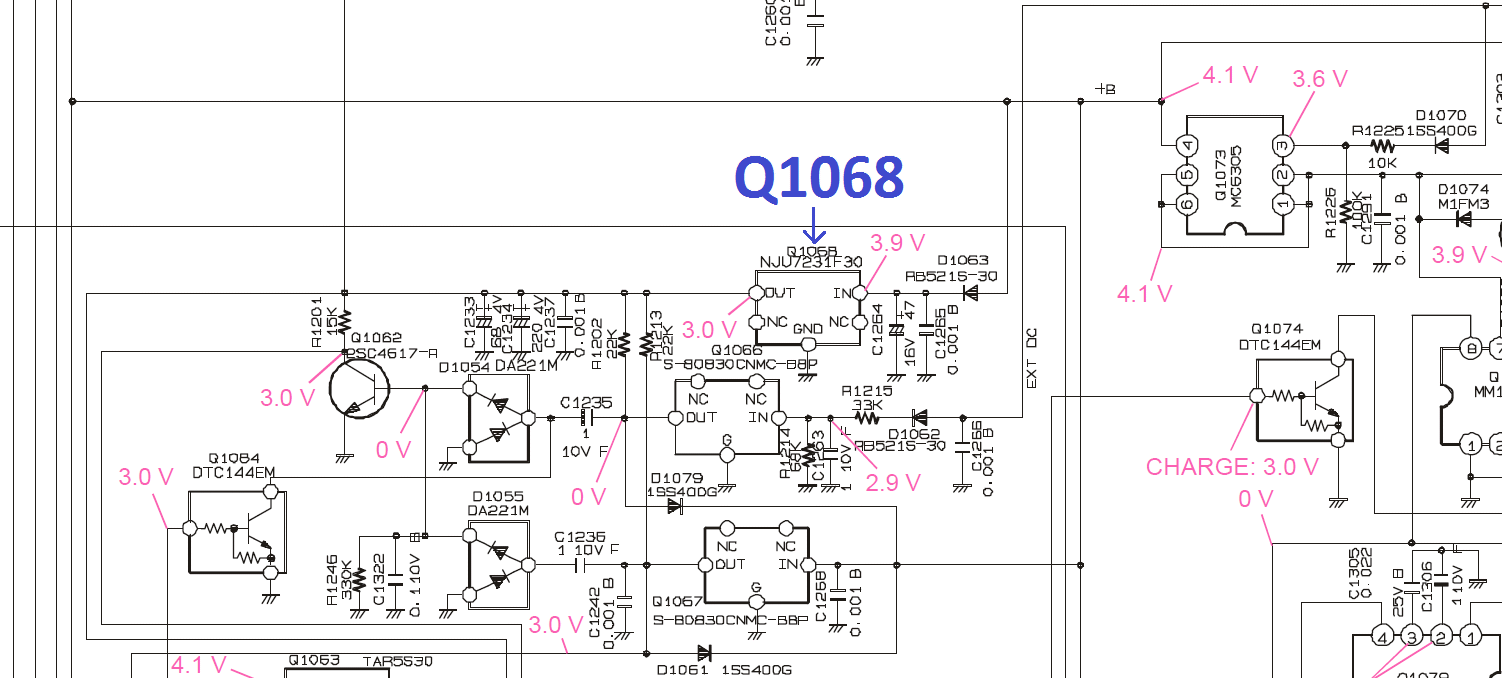 C1260
0.001
B
+B
4.1 V
3.6 V
D1070
R1225
1SS400G
10K
Q1073
MC6305
4
5
6
3
2
1
R1226
100K
C1291
0.001 B
D1074
M1FM3
3.9 V
4.1 V
Q1068
Q1068
NJU7231F30
3.9 V
D1063
RB521S-30
OUT
IN
NC
NC
GND
3.0 V
C1264
16V 47
C1265
0.001 B
EXT DC
R1201
15K
C1233
68 4V
C1234
220 4V
C1237
0.001 B
R1202
22K
R1213
22K
Q1062
2SC4617-R
3.0 V
0 V
D1054 DA221M
C1235
1
10V F
0 V
Q1066
S-80830CNMC-B8P
NC
NC
OUT
IN
G
R1215
33K
D1062
RB521S-30
R1214
68K
C1263
1 10V F
2.9 V
C1266
0.001 B
Q1074
DTC144EM
CHARGE: 3.0 V
0 V
8
7
Q
MM1
1
2
3.0 V
Q1084
DTC144EM
D1079
1SS400G
D1055
DA221M
C1236
1 10V F
R1246
330K
C1322
0.1 10V
B
C1242
0.001 B
NC
NC
OUT
IN
G
Q1067
S-80830CNMC-B8P
C1268
0.001 B
3.0 V
D1061 1SS400G
4.1 V
Q1063 TAR5S30
C1305
0.022
25V B
C1306
1 10V
F
4
3
2
1